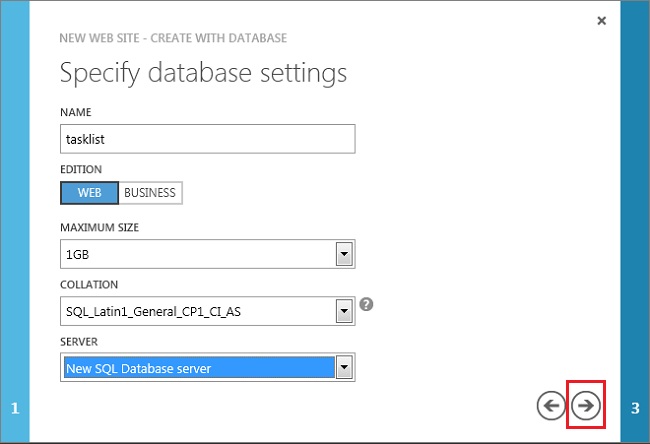 NEW WEB SITE - CREATE WITH DATABASE
Specify database settings
NAME
tasklist
EDITION
WEB BUSINESS
MAXIMUM SIZE
1GB
COLLATION
SQL_Latin1_General_CP1_CI_AS
?
SERVER
New SQL Database server
1
3